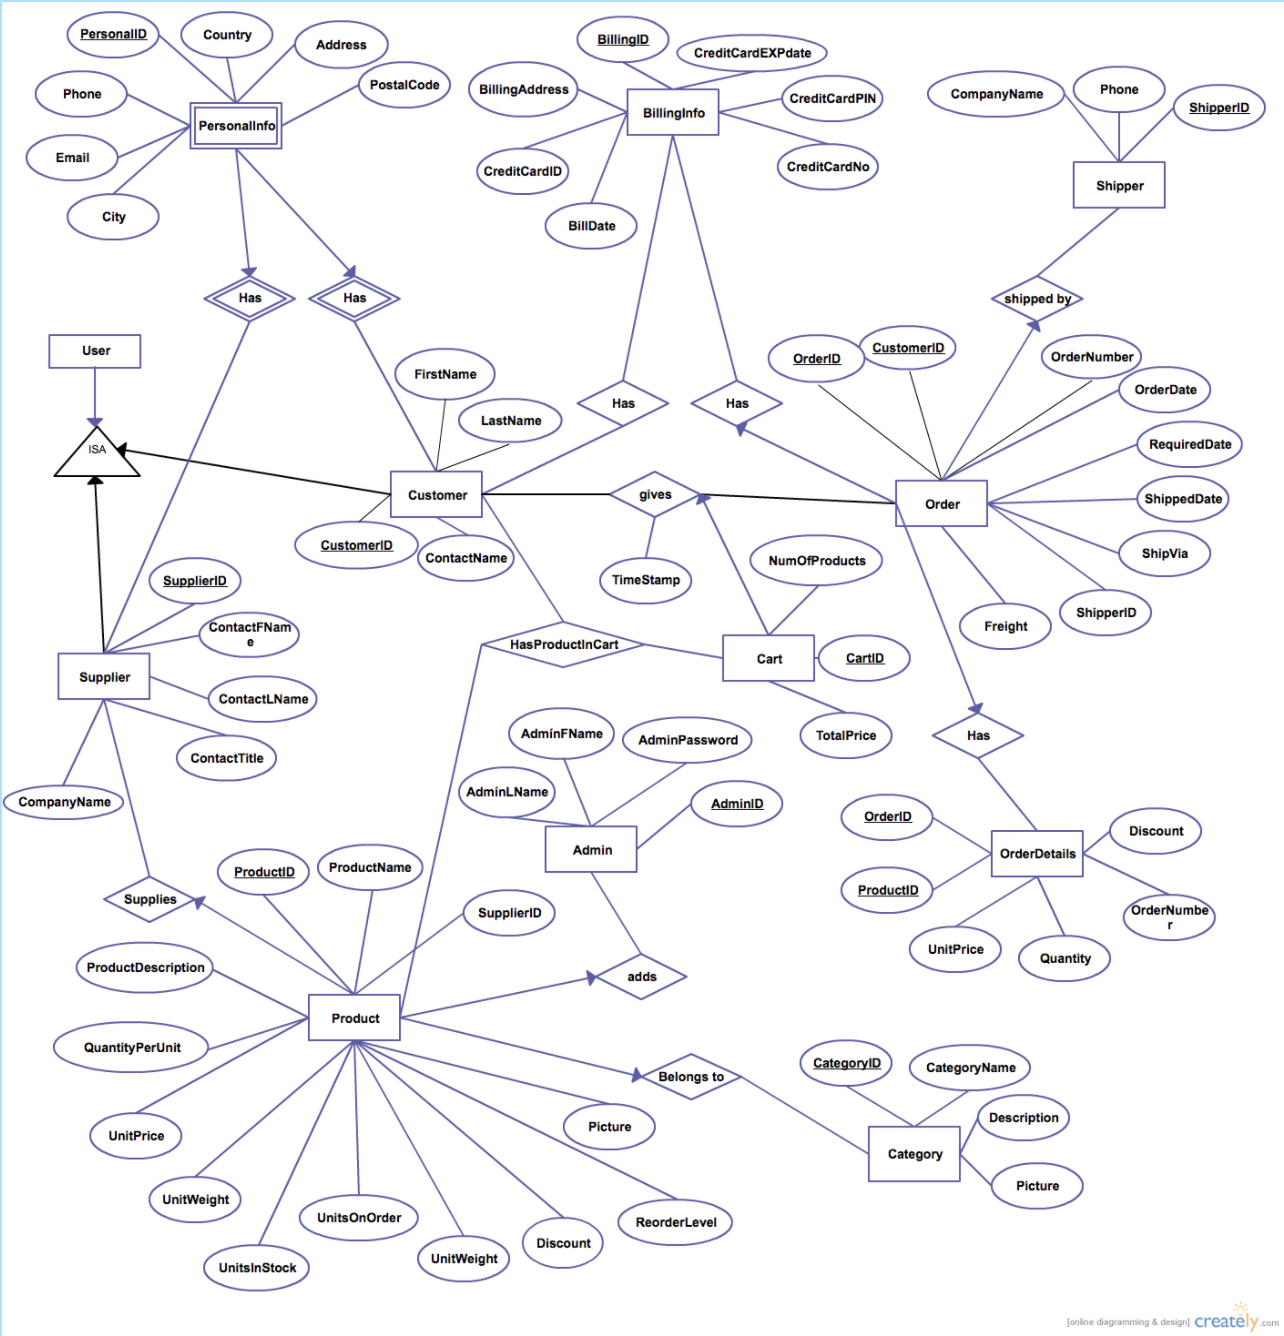 PersonalID
Country
Address
PostalCode
Phone
PersonalInfo
Email
City
BillingID
CreditCardEXPdate
BillingAddress
CreditCardPIN
BillingInfo
CreditCardID
CreditCardNo
BillDate
CompanyName
Phone
ShipperID
Shipper
Has
Has
shipped by
User
ISA
FirstName
LastName
Has
Has
OrderID
CustomerID
OrderNumber
OrderDate
RequiredDate
ShippedDate
ShipVia
ShipperID
Freight
Order
Customer
gives
CustomerID
ContactName
TimeStamp
NumOfProducts
SupplierID
ContactFNam
e
HasProductInCart
Cart
CartID
Supplier
ContactLName
ContactTitle
CompanyName
TotalPrice
Has
AdminFName
AdminPassword
AdminLName
AdminID
Admin
OrderID
Discount
OrderDetails
ProductID
OrderNumbe
r
UnitPrice
Quantity
ProductID
ProductName
Supplies
SupplierID
ProductDescription
adds
Product
QuantityPerUnit
Belongs to
CategoryID
CategoryName
Description
Category
Picture
UnitPrice
Picture
UnitWeight
UnitsOnOrder
ReorderLevel
UnitsInStock
UnitWeight
Discount
[online diagramming & design] creately.com